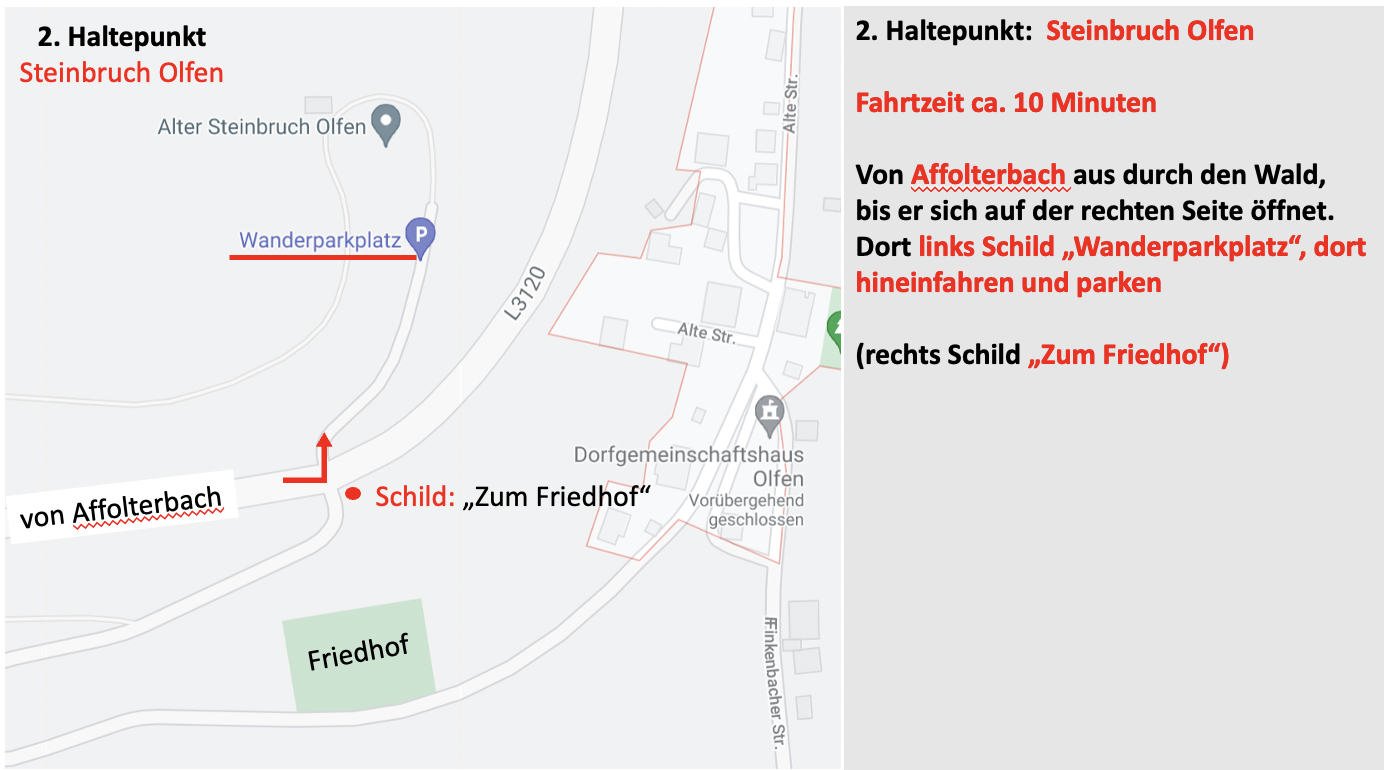 2. Haltepunkt
Steinbruch Olfen
Alter Steinbruch Olfen
Wanderparkplatz
P
L3120
Alte Str.
Alte Str.
Dorfgemeinschaftshaus
Olfen
Vorübergehend
geschlossen
von Affolterbach
Schild: „Zum Friedhof“
Friedhof
Finkenbacher Str.
2. Haltepunkt: Steinbruch Olfen
Fahrtzeit ca. 10 Minuten
Von Affolterbach aus durch den Wald,
bis er sich auf der rechten Seite öffnet.
Dort links Schild „Wanderparkplatz“, dort
hineinfahren und parken
(rechts Schild „Zum Friedhof“)